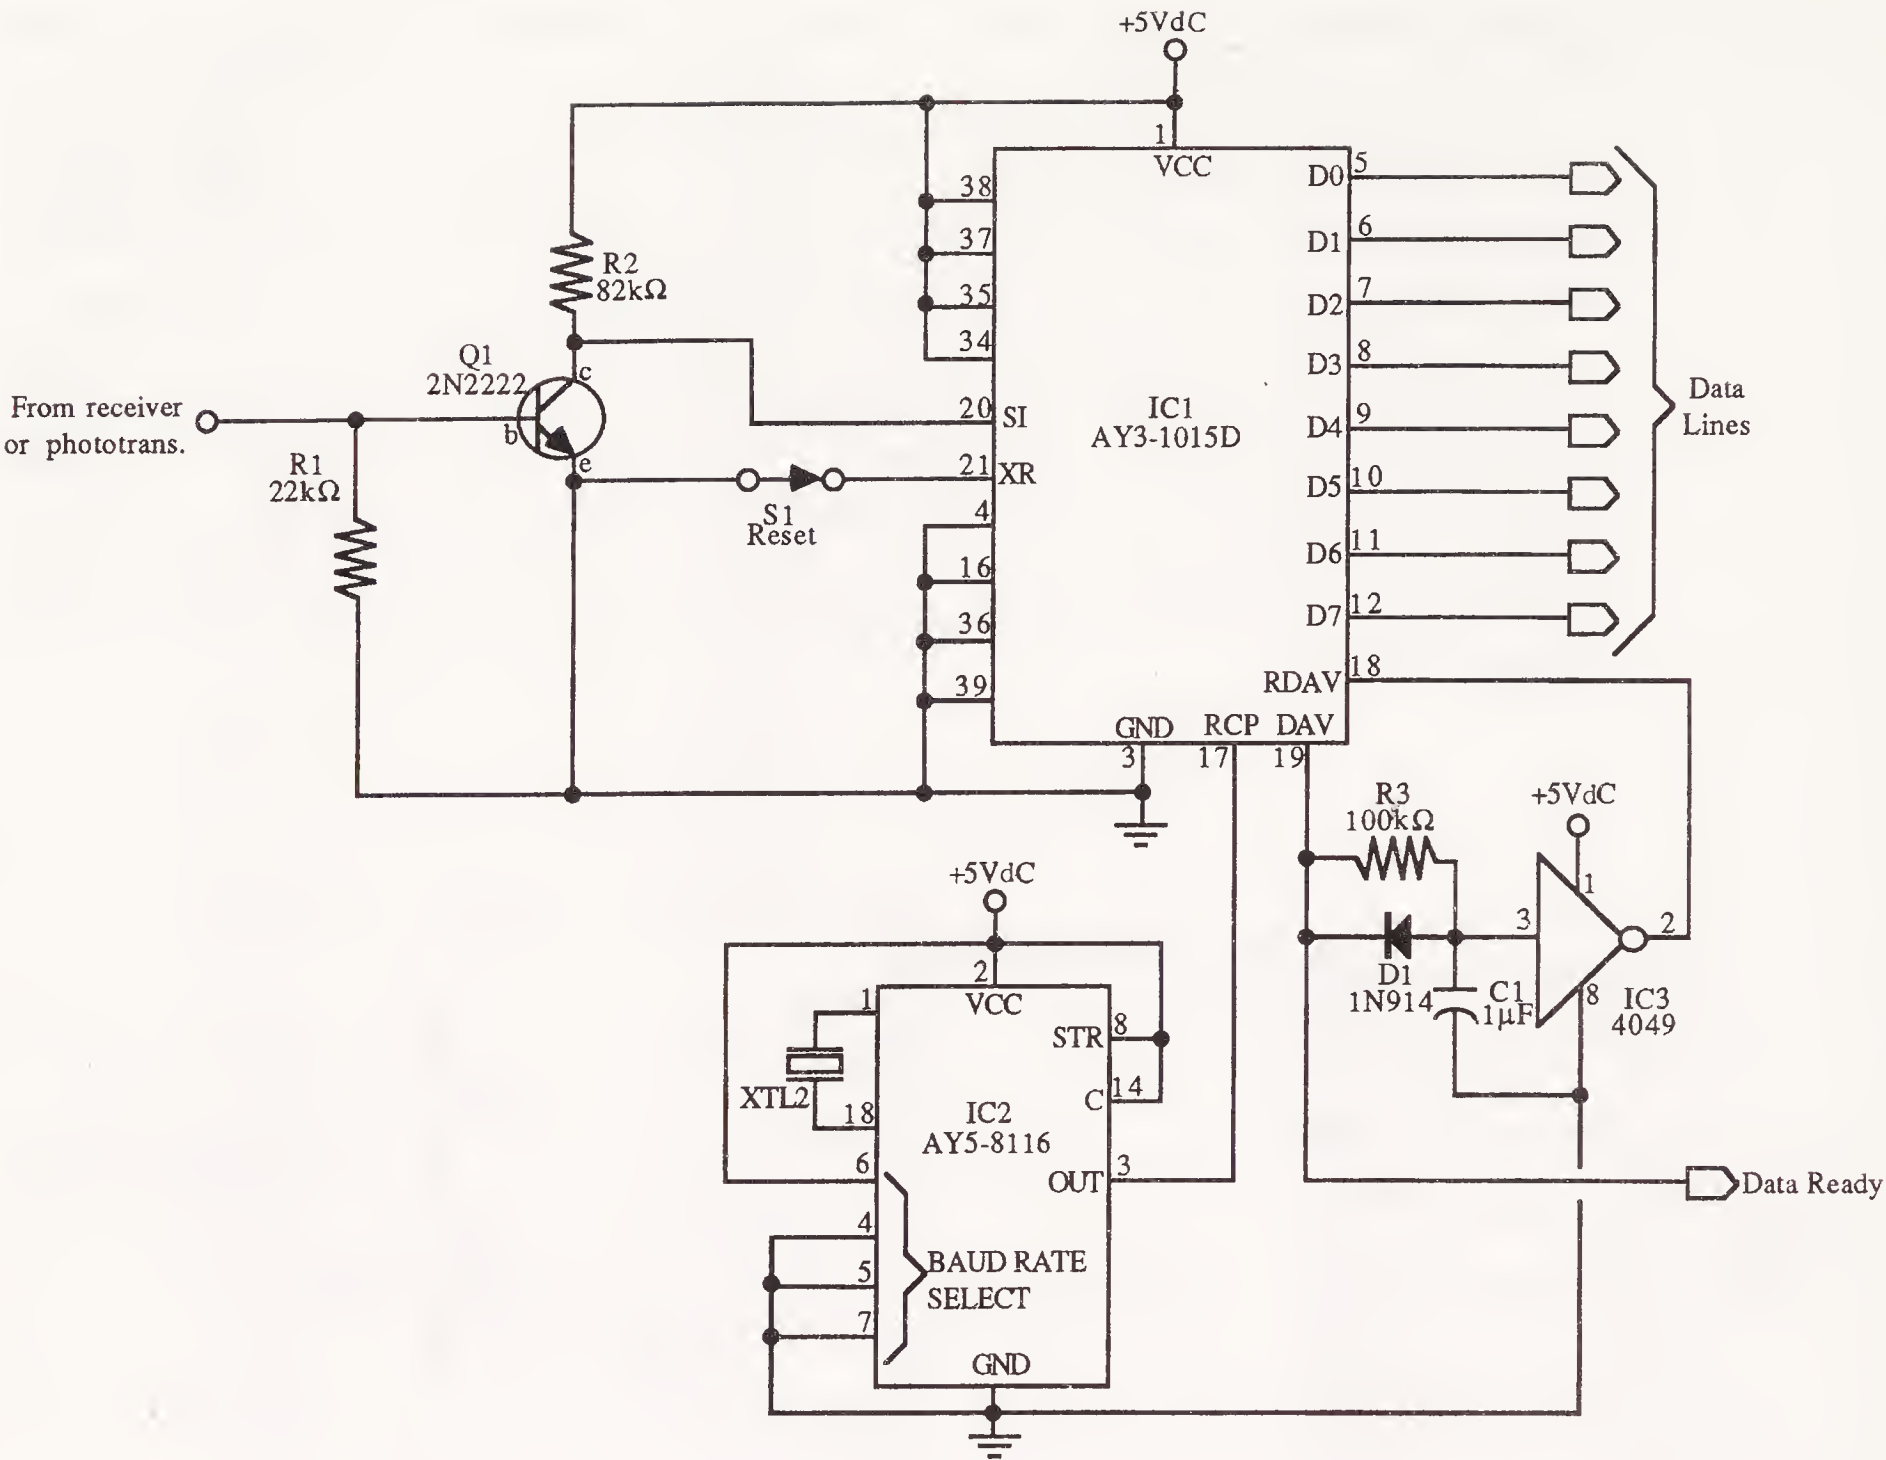 +5VdC
1
VCC
38
37
35
34
20
SI
21
XR
4
16
36
39
IC1
AY3-1015D
D0
5
D1
6
D2
7
D3
8
D4
9
D5
10
D6
11
D7
12
RDAV
18
GND
RCP
DAV
3
17
19
Data
Lines
R2
82kΩ
Q1
2N2222
c
b
e
From receiver
or phototrans.
R1
22kΩ
S1
Reset
R3
100kΩ
+5VdC
1
3
2
8
D1
1N914
C1
.1µF
IC3
4049
+5VdC
2
VCC
1
XTL2
18
STR
8
C
14
IC2
AY5-8116
6
OUT
3
4
5
7
BAUD RATE
SELECT
GND
Data Ready